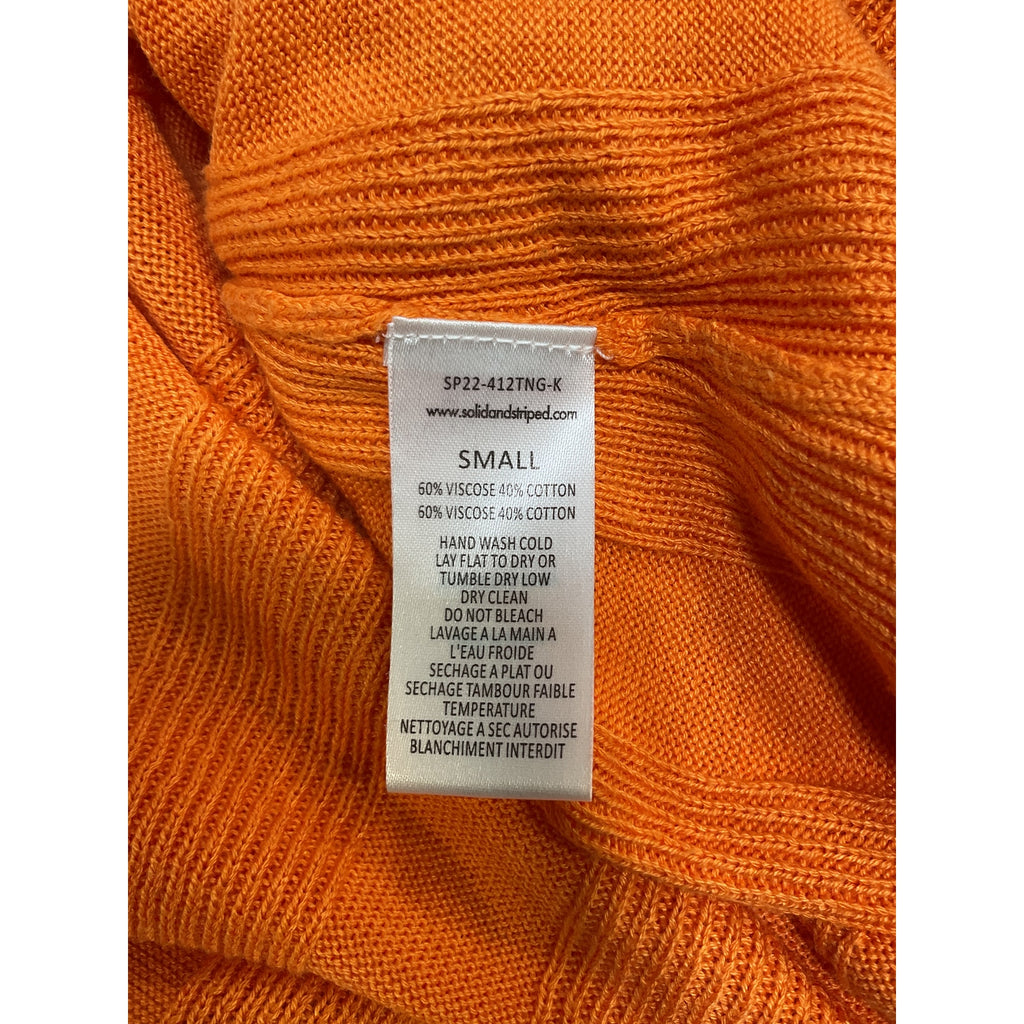 SP22-412TNG-K
www.solidandstriped.com
SMALL
60% VISCOSE 40% COTTON
60% VISCOSE 40% COTTON
HAND WASH COLD
LAY FLAT TO DRY OR
TUMBLE DRY LOW
DRY CLEAN
DO NOT BLEACH
LAVAGE A LA MAIN A
L'EAU FROIDE
SECHAGE A PLAT OU
SECHAGE TAMBOUR FAIBLE
TEMPERATURE
NETTOYAGE A SEC AUTORISE
BLANCHIMENT INTERDIT